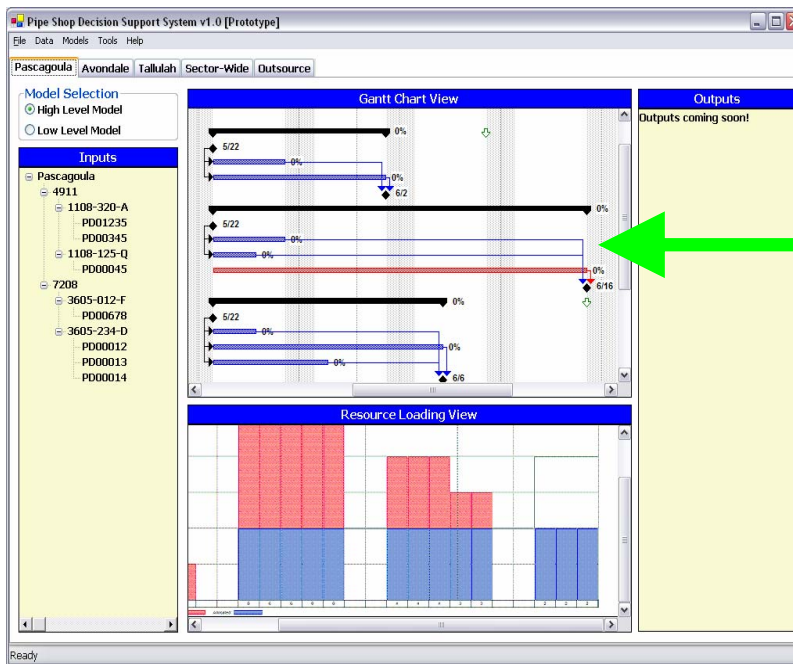 Pipe Shop Decision Support System v1.0 [Prototype]
File Data Models Tools Help
Pascagoula Avondale Tallulah Sector-Wide Outsource
Model Selection
High Level Model
Low Level Model
Inputs
Pascagoula
4911
1108-320-A
PD01235
PD00345
1108-125-Q
PD00045
7208
3605-012-F
PD00678
3605-234-D
PD00012
PD00013
PD00014
Gantt Chart View
0%
5/22
0%
0%
6/2
0%
5/22
0%
0%
0%
6/16
0%
5/22
0%
0%
0%
6/6
Resource Loading View
Outputs
Outputs coming soon!
Ready